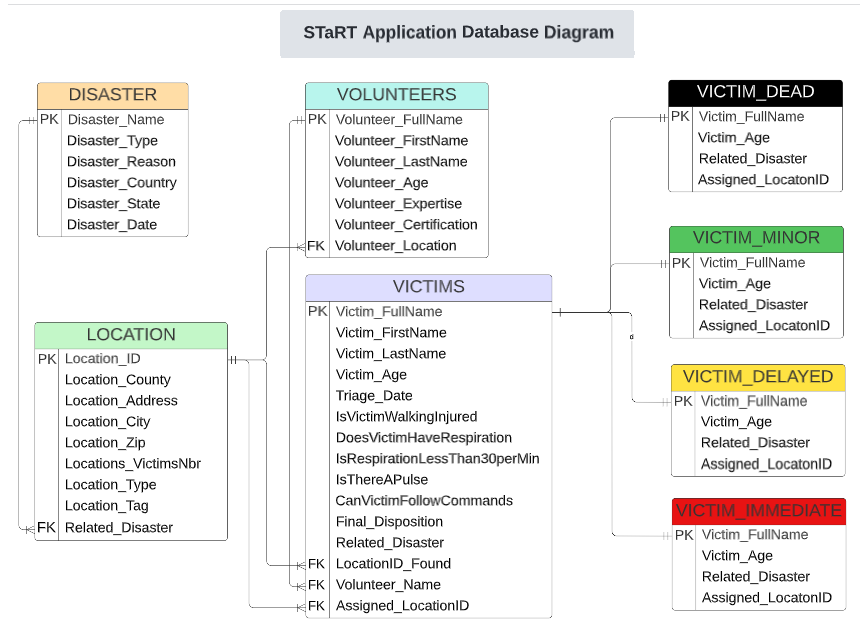 STaRT Application Database Diagram
DISASTER
PK Disaster_Name
Disaster_Type
Disaster_Reason
Disaster_Country
Disaster_State
Disaster_Date
LOCATION
PK Location_ID
Location_County
Location_Address
Location_City
Location_Zip
Locations_VictimsNbr
Location_Type
Location_Tag
FK Related_Disaster
VOLUNTEERS
PK Volunteer_FullName
Volunteer_FirstName
Volunteer_LastName
Volunteer_Age
Volunteer_Expertise
Volunteer_Certification
FK Volunteer_Location
VICTIMS
PK Victim_FullName
Victim_FirstName
Victim_LastName
Victim_Age
Triage_Date
IsVictimWalkingInjured
DoesVictimHaveRespiration
IsRespirationLessThan30perMin
IsThereAPulse
CanVictimFollowCommands
Final_Disposition
Related_Disaster
FK LocationID_Found
FK Volunteer_Name
FK Assigned_LocationID
VICTIM_DEAD
PK Victim_FullName
Victim_Age
Related_Disaster
Assigned_LocatonID
VICTIM_MINOR
PK Victim_FullName
Victim_Age
Related_Disaster
Assigned_LocatonID
VICTIM_DELAYED
PK Victim_FullName
Victim_Age
Related_Disaster
Assigned_LocatonID
VICTIM_IMMEDIATE
PK Victim_FullName
Victim_Age
Related_Disaster
Assigned_LocatonID